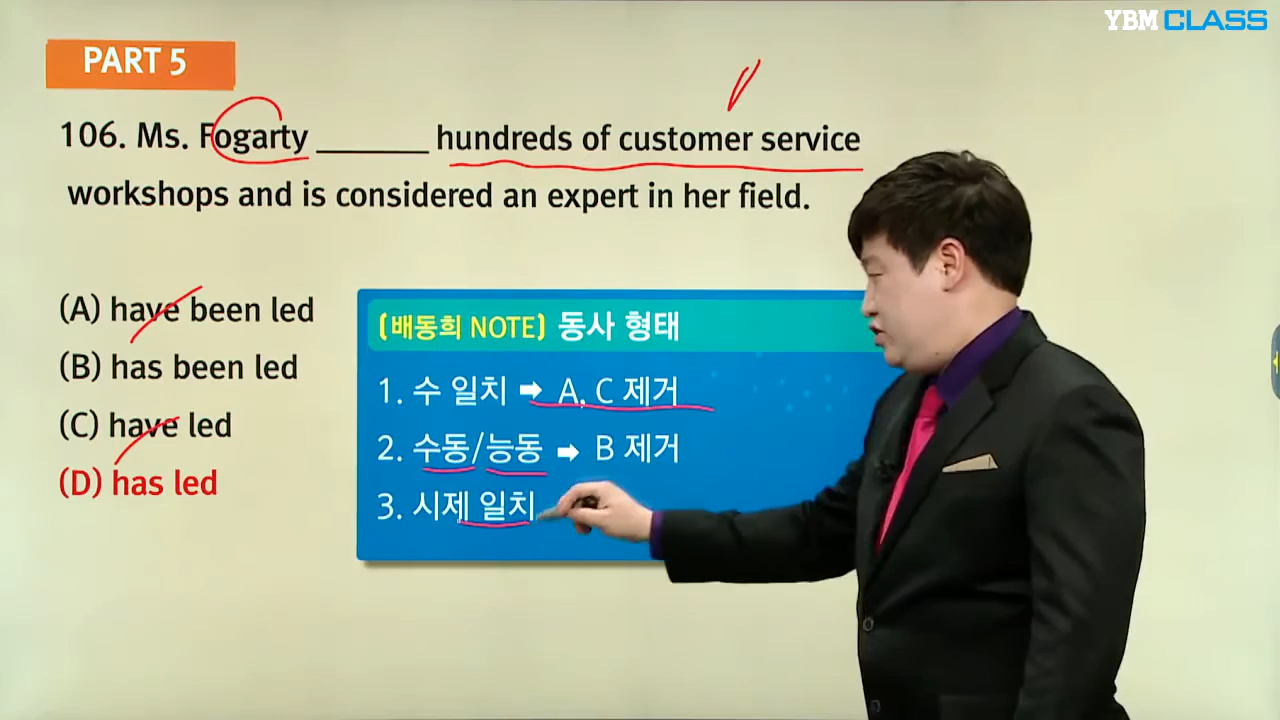 YBM CLASS
PART 5
106. Ms. Fogarty ______ hundreds of customer service
workshops and is considered an expert in her field.
(A) have been led
(B) has been led
(C) have led
(D) has led
[배동희 NOTE] 동사 형태
1. 수 일치 ➡ A, C 제거
2. 수동/능동 ➡ B 제거
3. 시제 일치